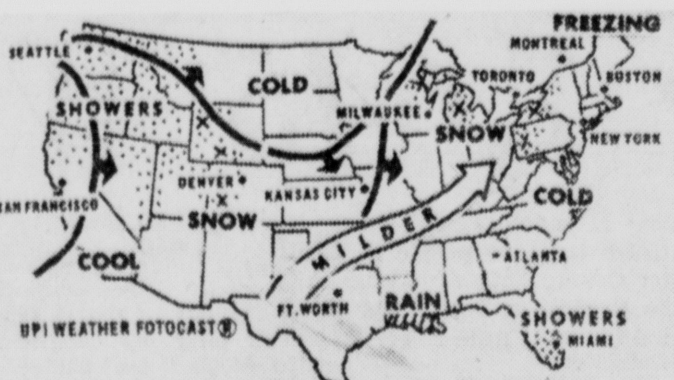 FREEZING
SEATTLE
MONTREAL
TORONTO
BOSTON
COLD
SHOWERS
MILWAUKEE
SNOW
NEW YORK
DENVER
KANSAS CITY
SAN FRANCISCO
SNOW
MILDER
COLD
COOL
ATLANTA
FT. WORTH
RAIN
SHOWERS
UPI WEATHER FOTOCAST
MIAMI